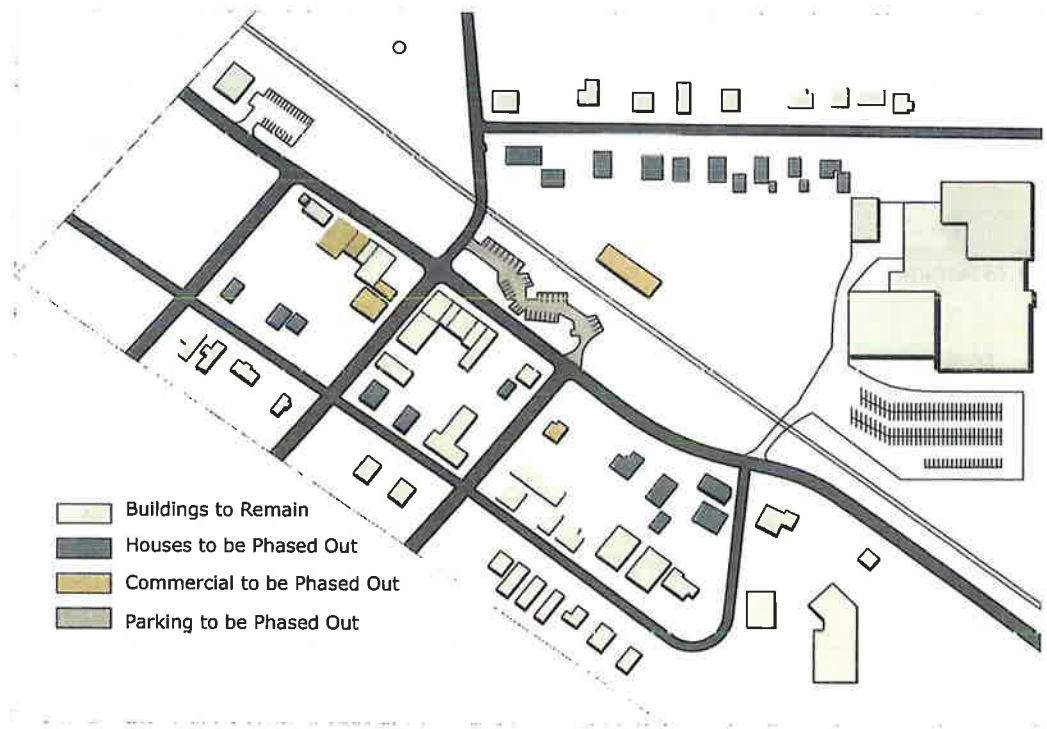 Buildings to Remain
Houses to be Phased Out
Commercial to be Phased Out
Parking to be Phased Out